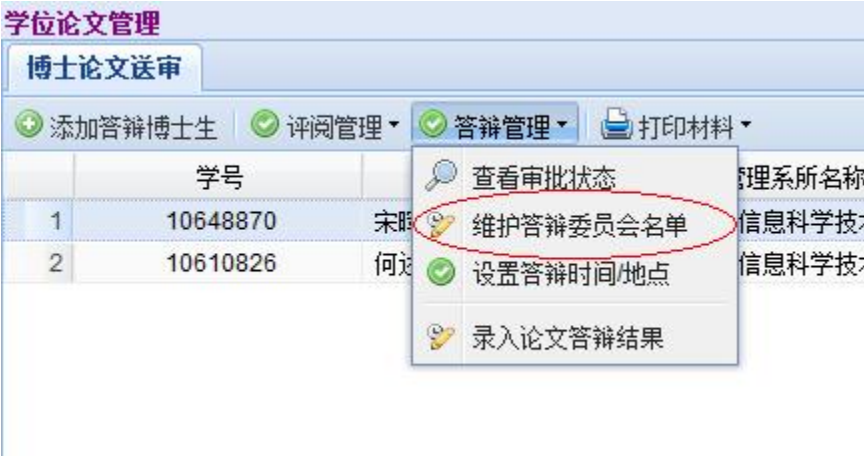 学位论文管理
博士论文送审
添加答辩博士生 评阅管理 答辩管理 打印材料
学号 管理系所名称
查看审批状态
1 10648870 宋 信息科学技
维护答辩委员会名单
2 10610826 何 信息科学技
设置答辩时间/地点
录入论文答辩结果